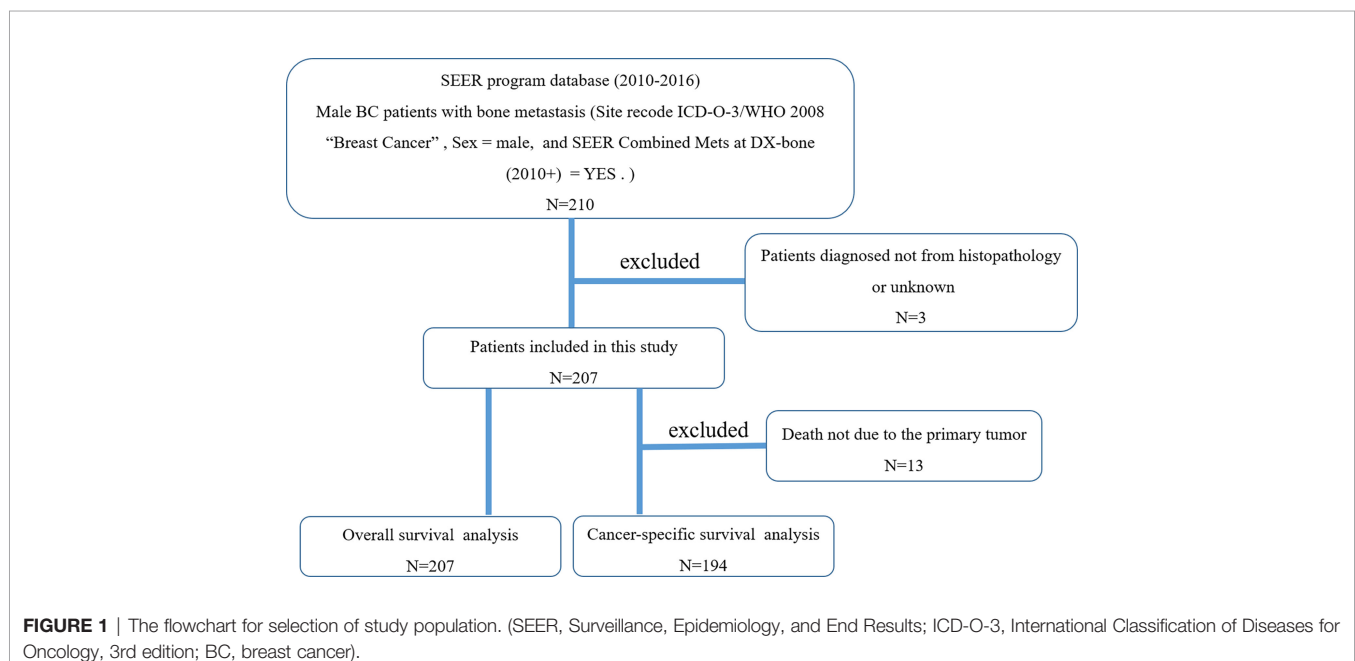 SEER program database (2010-2016)
Male BC patients with bone metastasis (Site recode ICD-O-3/WHO 2008
“Breast Cancer” , Sex = male, and SEER Combined Mets at DX-bone
(2010+) = YES . )
N=210
excluded
Patients diagnosed not from histopathology
or unknown
N=3
Patients included in this study
N=207
excluded
Death not due to the primary tumor
N=13
Overall survival analysis
N=207
Cancer-specific survival analysis
N=194
FIGURE 1 | The flowchart for selection of study population. (SEER, Surveillance, Epidemiology, and End Results; ICD-O-3, International Classification of Diseases for
Oncology, 3rd edition; BC, breast cancer).